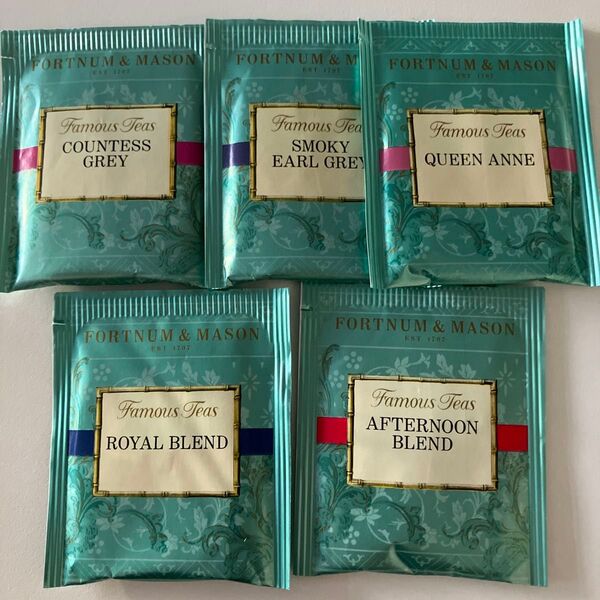 FORTNUM & MASON
EST 1707
Famous Teas
COUNTESS
GREY
FORTNUM & MASON
EST 1707
Famous Teas
SMOKY
EARL GREY
FORTNUM & MASON
EST 1707
Famous Teas
QUEEN ANNE
FORTNUM & MASON
EST 1707
Famous Teas
ROYAL BLEND
FORTNUM & MASON
EST 1707
Famous Teas
AFTERNOON
BLEND